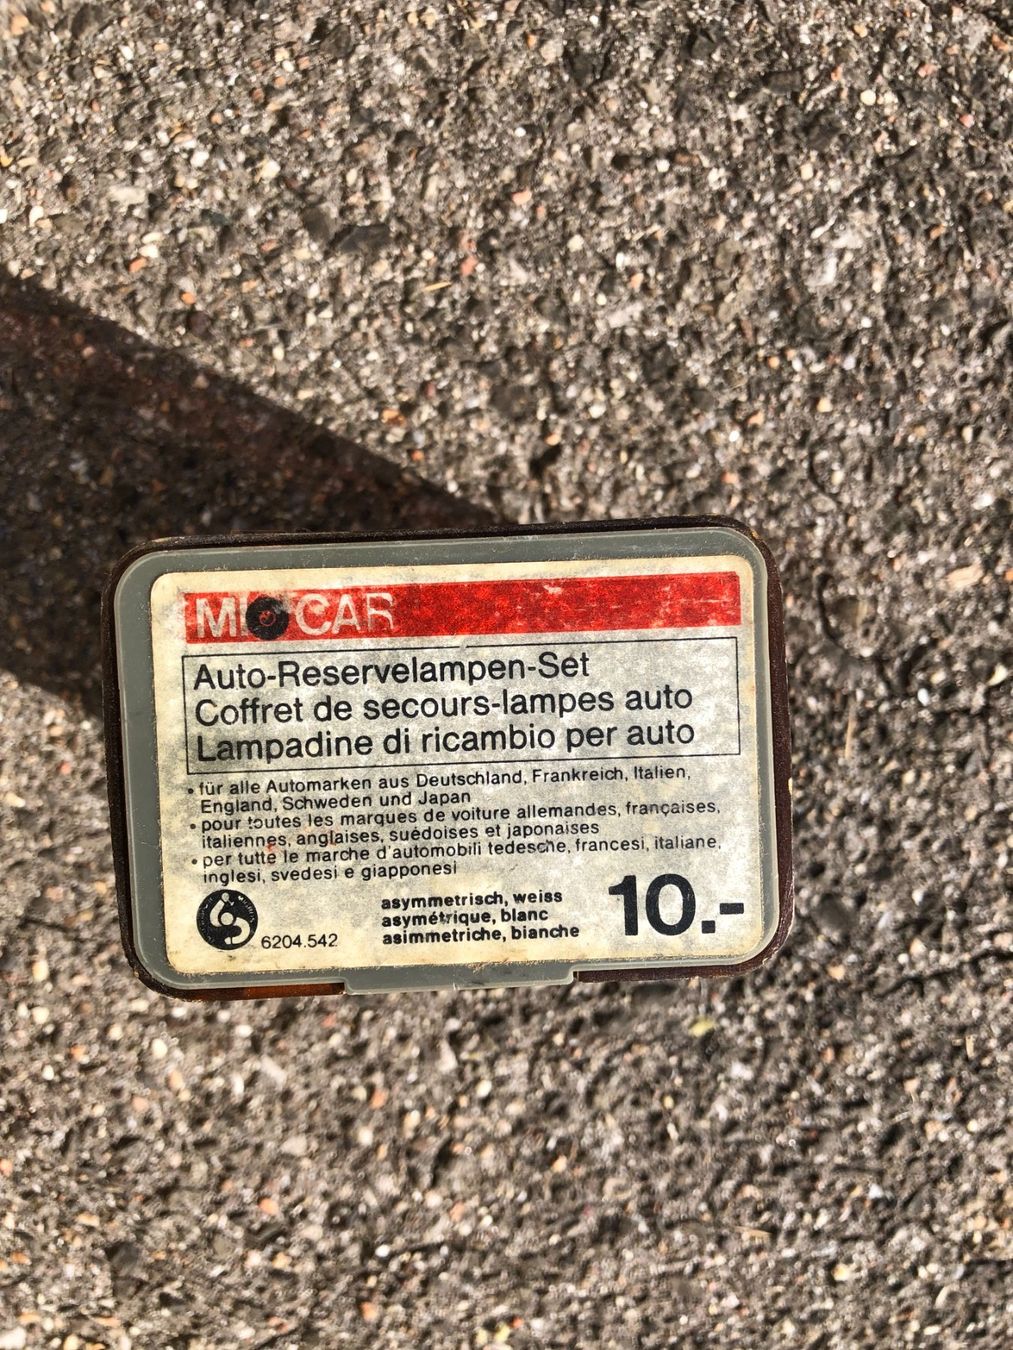 MIOCAR
Auto-Reservelampen-Set
Coffret de secours-lampes auto
Lampadine di ricambio per auto
• für alle Automarken aus Deutschland, Frankreich, Italien,
England, Schweden und Japan
• pour toutes les marques de voiture allemandes, françaises,
italiennes, anglaises, suédoises et japonaises
• per tutte le marche d'automobili tedesche, francesi, italiane,
inglesi, svedesi e giapponesi
asymmetrisch, weiss
asymétrique, blanc
asimmetriche, bianche
6204.542
10.-